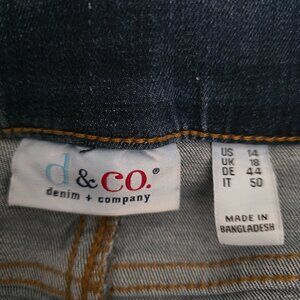 d & co.®
denim + company
US 14
UK 18
DE 44
IT 50
MADE IN
BANGLADESH